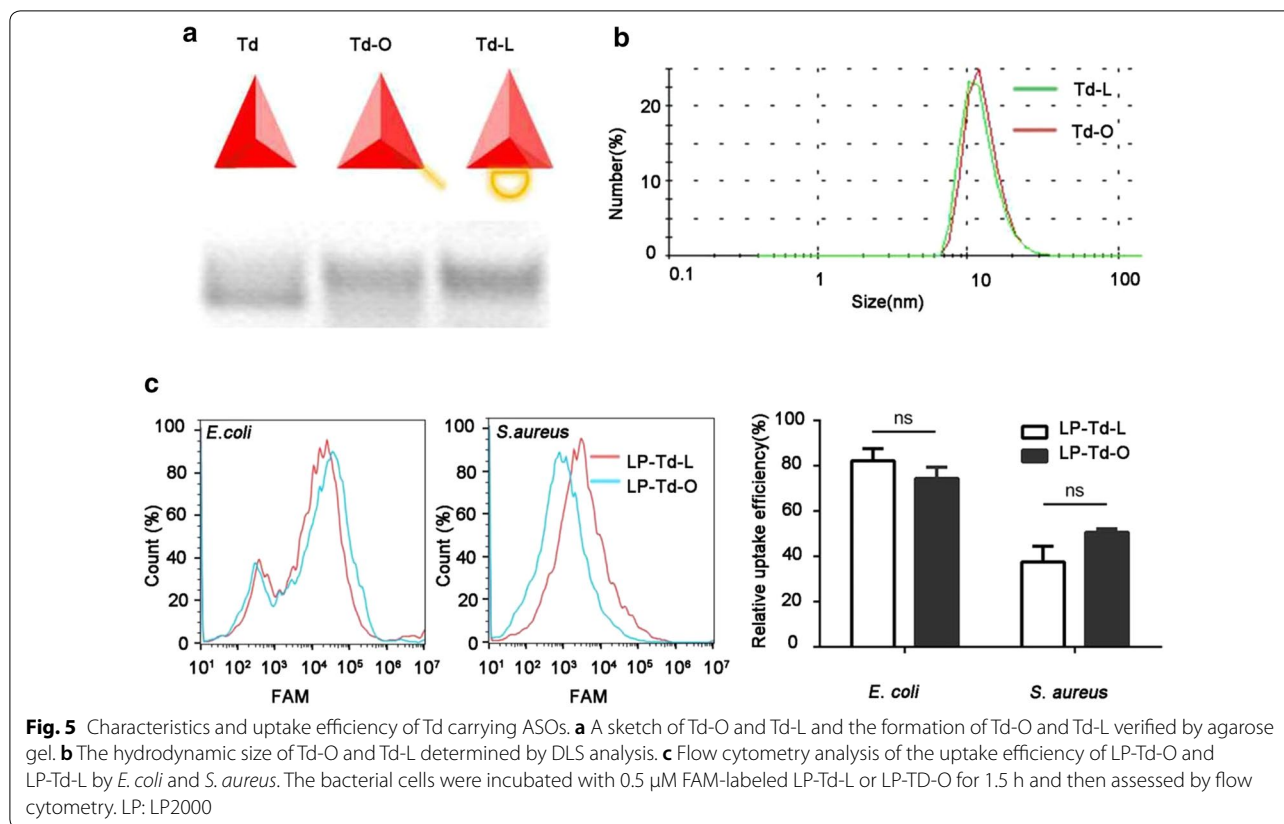 a
Td Td-O Td-L
b
Number(%)
20
10
0
0.1 1 10 100
Size(nm)
Td-L
Td-O
c
Count (%)
100
80
60
40
20
0
E.coli
10¹ 10² 10³ 10⁴ 10⁵ 10⁶ 10⁷
FAM
Count (%)
100
80
60
40
20
0
S.aureus
LP-Td-L
LP-Td-O
10¹ 10² 10³ 10⁴ 10⁵ 10⁶ 10⁷
FAM
Relative uptake efficiency(%)
100
80
60
40
20
0
ns
ns
LP-Td-L
LP-Td-O
E. coli S. aureus
Fig. 5 Characteristics and uptake efficiency of Td carrying ASOs. a A sketch of Td-O and Td-L and the formation of Td-O and Td-L verified by agarose
gel. b The hydrodynamic size of Td-O and Td-L determined by DLS analysis. c Flow cytometry analysis of the uptake efficiency of LP-Td-O and
LP-Td-L by E. coli and S. aureus. The bacterial cells were incubated with 0.5 μM FAM-labeled LP-Td-L or LP-TD-O for 1.5 h and then assessed by flow
cytometry. LP: LP2000